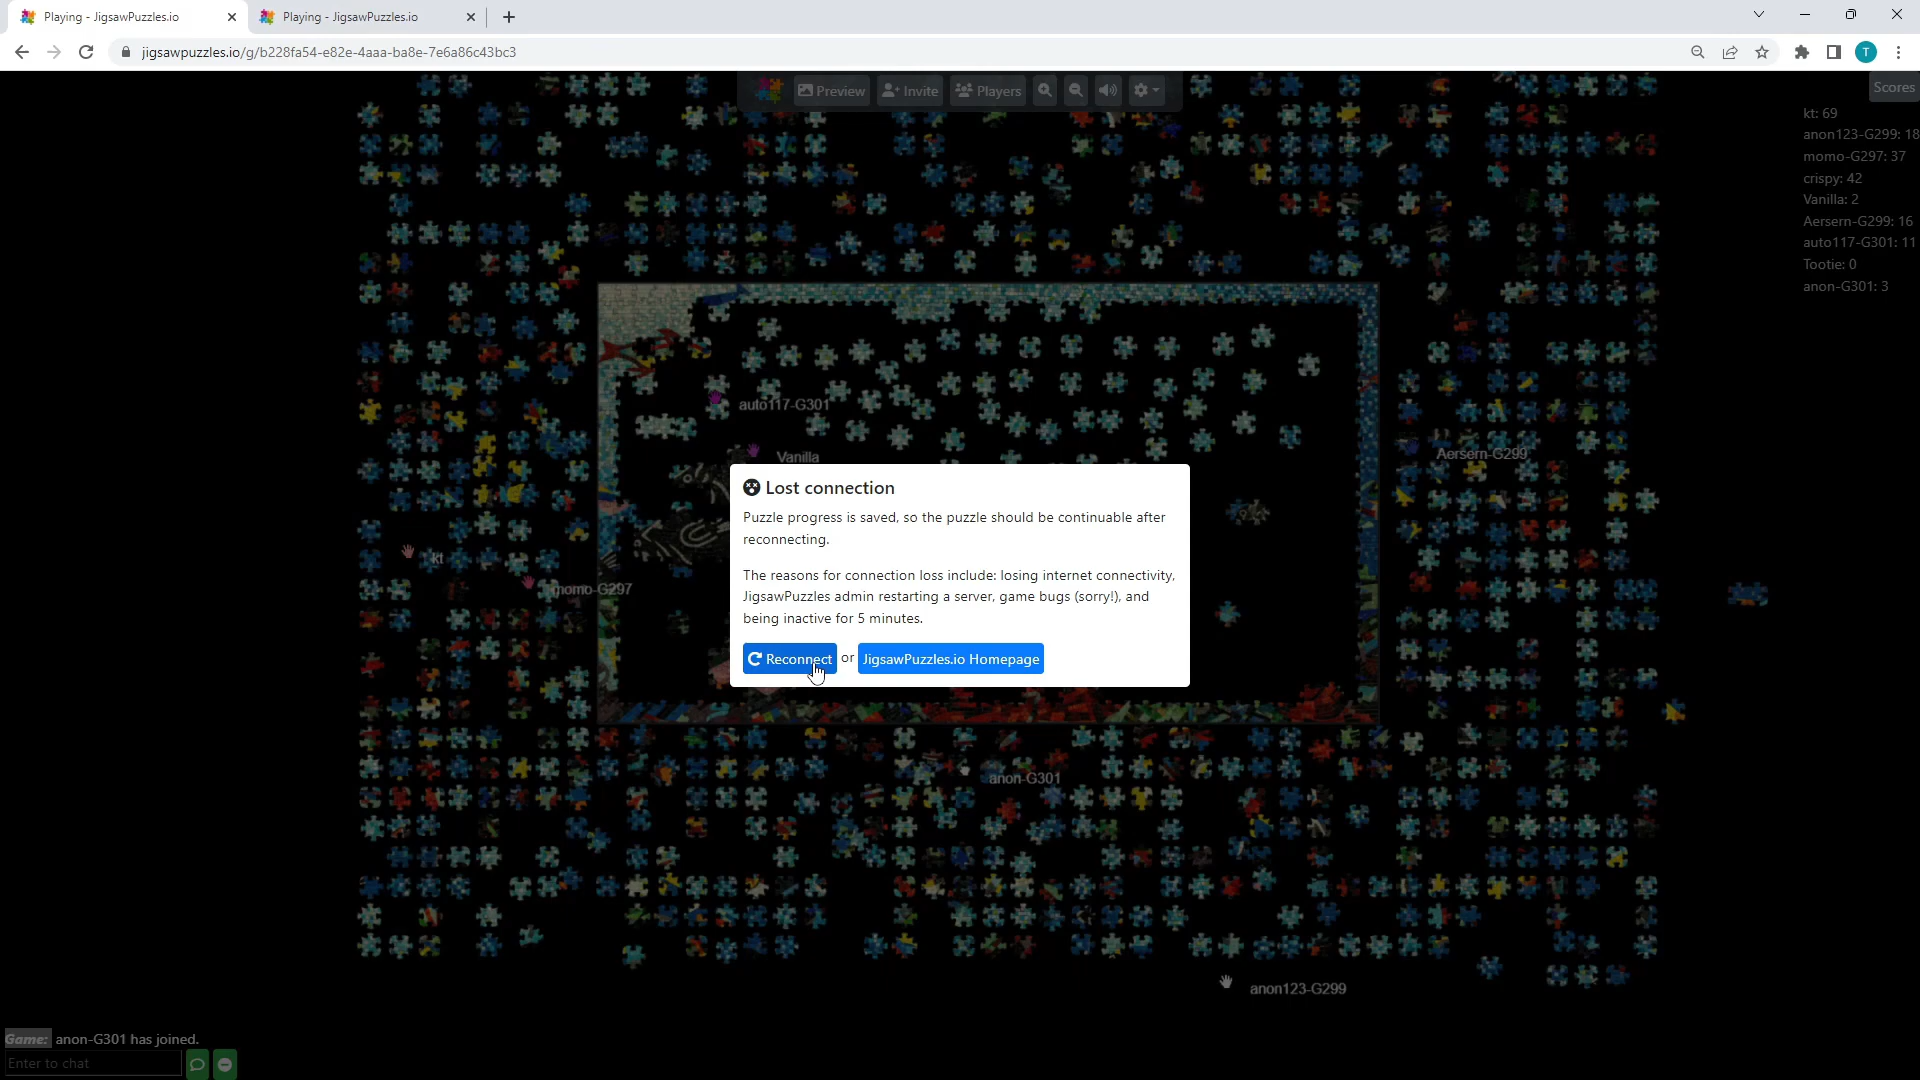 Playing - JigsawPuzzles.io
Playing - JigsawPuzzles.io
jigsawpuzzles.io/g/b228fa54-e82e-4aaa-ba8e-7e6a86c43bc3
T
Preview
Invite
Players
Scores
kt: 69
anon123-G299: 18
momo-G297: 37
crispy: 42
Vanilla: 2
Aersern-G299: 16
auto117-G301: 11
Tootie: 0
anon-G301: 3
auto117-G301
Vanilla
Aersern-G299
Lost connection
Puzzle progress is saved, so the puzzle should be continuable after
reconnecting.
kt
momo-G297
The reasons for connection loss include: losing internet connectivity,
JigsawPuzzles admin restarting a server, game bugs (sorry!), and
being inactive for 5 minutes.
Reconnect or JigsawPuzzles.io Homepage
anon-G301
anon123-G299
Game: anon-G301 has joined.
Enter to chat